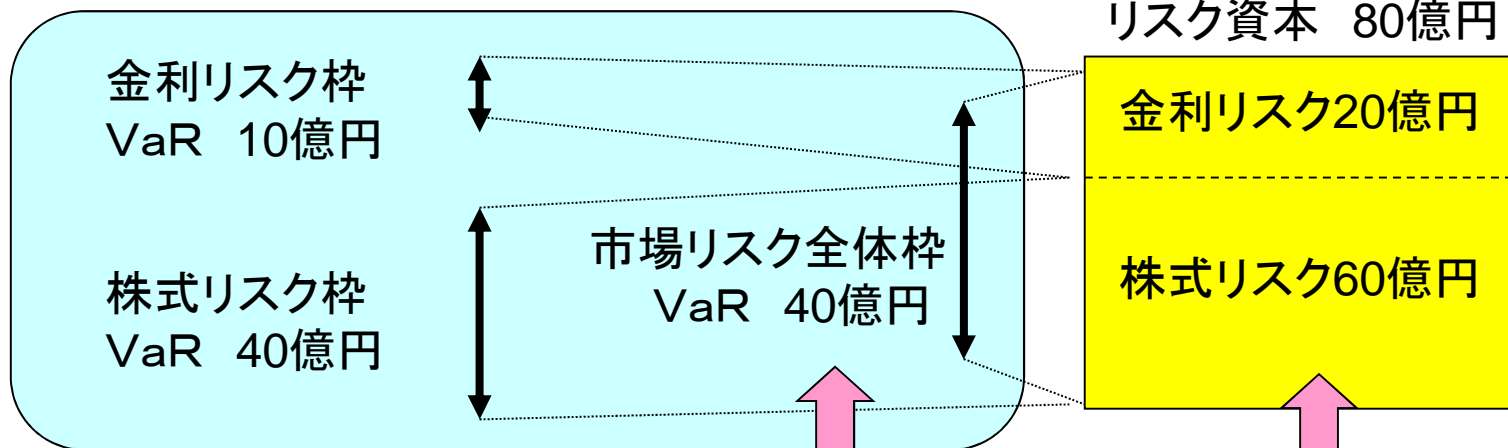 リスク資本 80億円
金利リスク枠
ＶａＲ 10億円
株式リスク枠
ＶａＲ 40億円
市場リスク全体枠
ＶａＲ 40億円
金利リスク20億円
株式リスク60億円